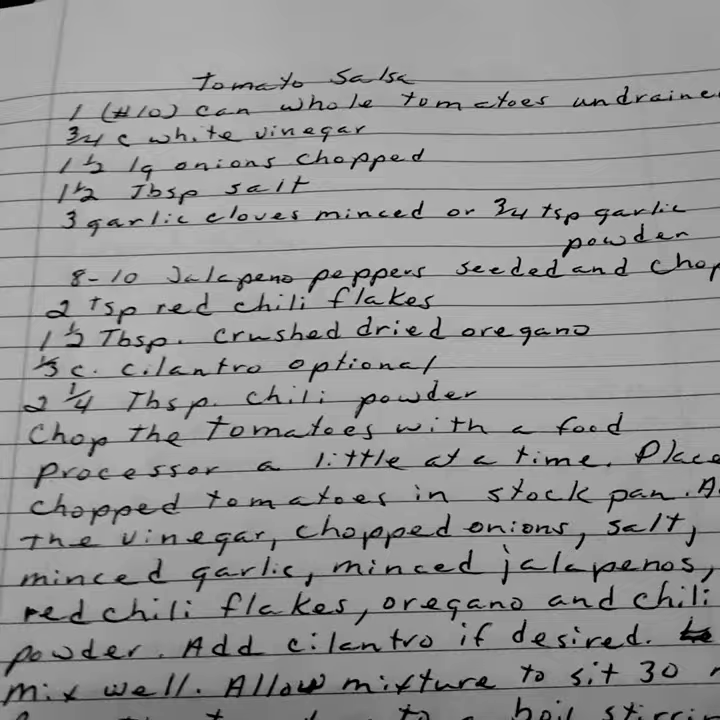 Tomato Salsa
1 (#10) can whole tomatoes undraine
3/4 c white vinegar
1 1/2 lg onions chopped
1 1/2 Tbsp salt
3 garlic cloves minced or 3/4 tsp garlic
powder
8-10 Jalapeno peppers seeded and chop
2 tsp red chili flakes
1 1/2 Tbsp. crushed dried oregano
1/3 c. cilantro optional
2 1/4 Tbsp. chili powder
Chop the tomatoes with a food
processor a little at a time. Place
chopped tomatoes in stock pan. A
the vinegar, chopped onions, salt,
minced garlic, minced jalapenos,
red chili flakes, oregano and chili
powder. Add cilantro if desired.
Mix well. Allow mixture to sit 30
to a boil